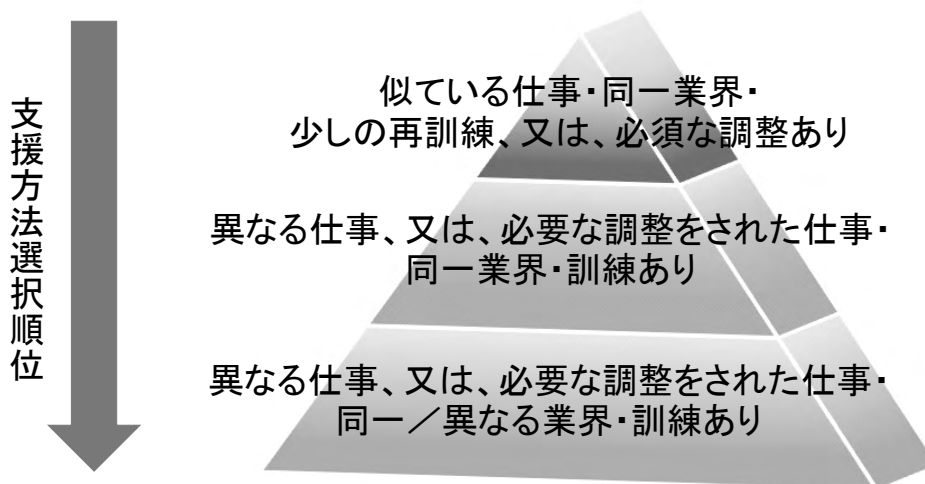 支援方法選択順位
似ている仕事・同一業界・
少しの再訓練、又は、必須な調整あり
異なる仕事、又は、必要な調整をされた仕事・
同一業界・訓練あり
異なる仕事、又は、必要な調整をされた仕事・
同一／異なる業界・訓練あり